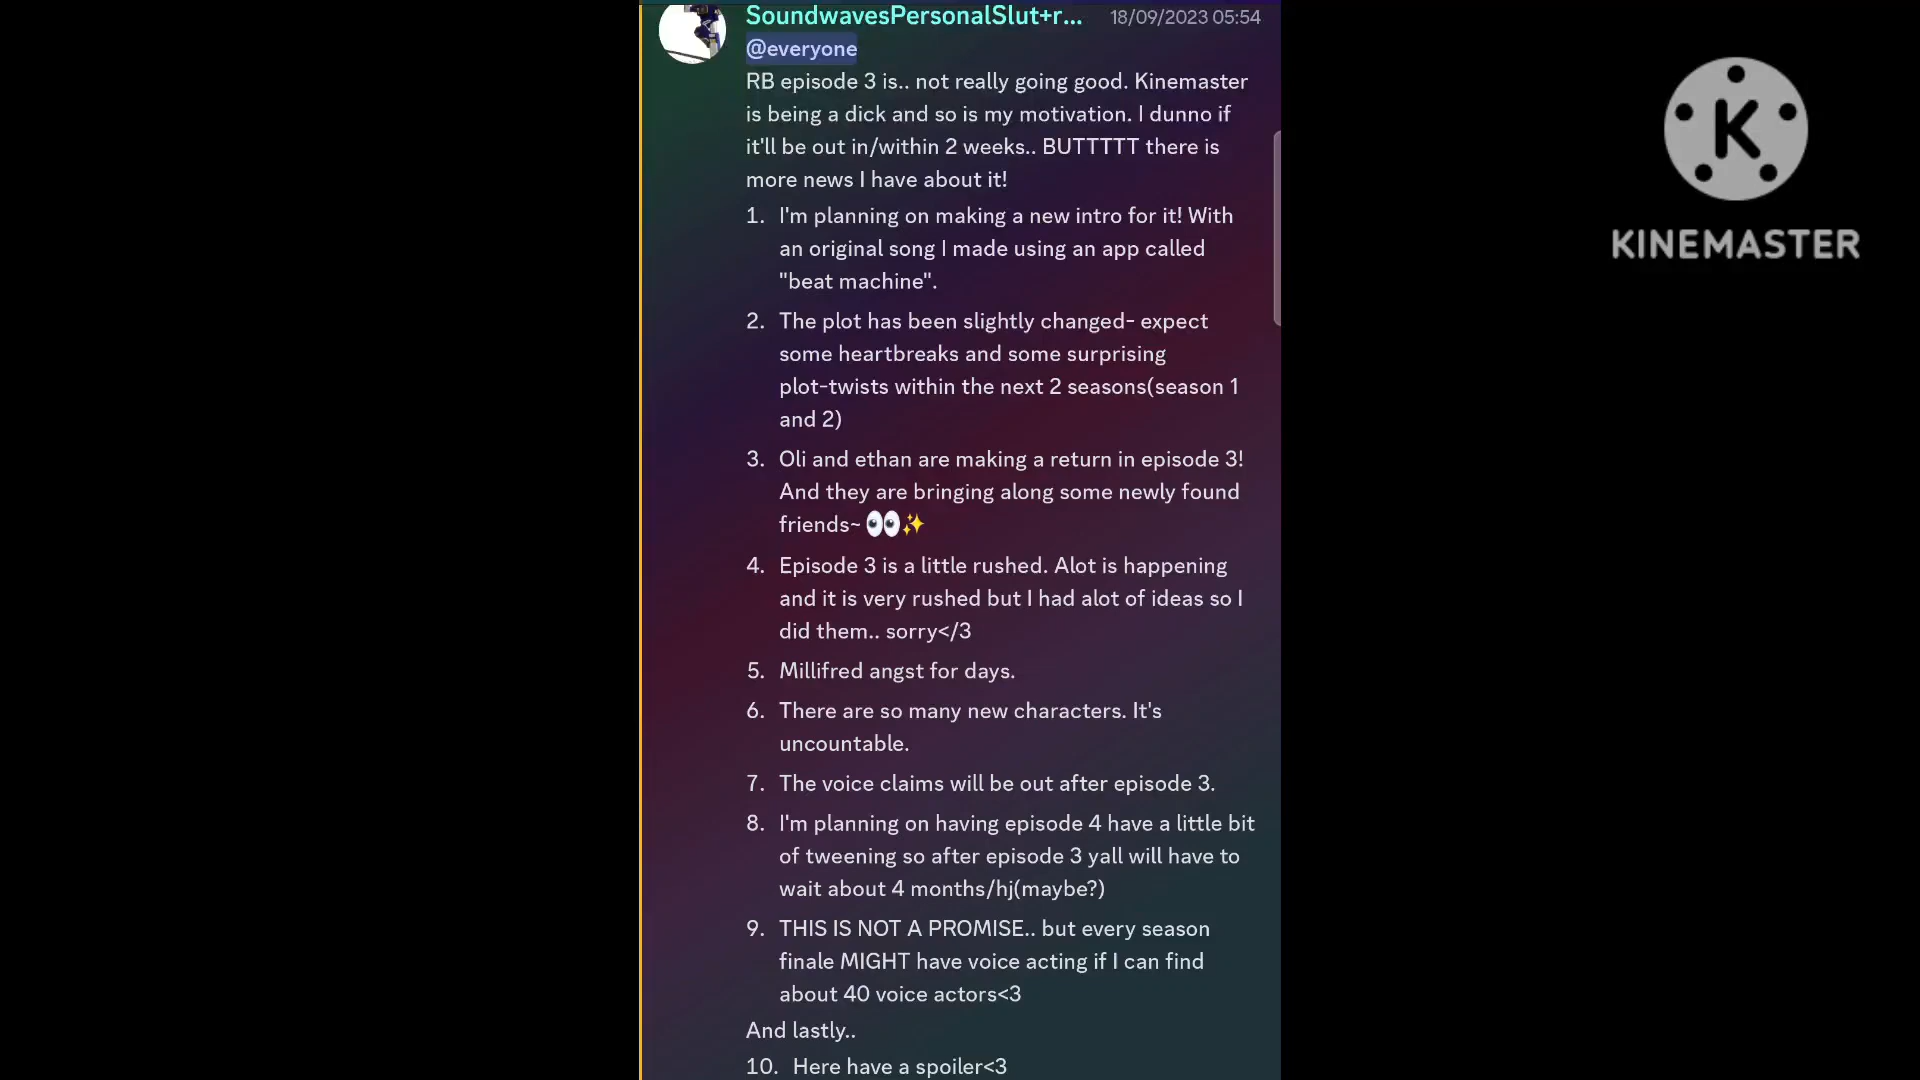 SoundwavesPersonalSlut+r... 18/09/2023 05:54
@everyone
RB episode 3 is.. not really going good. Kinemaster
is being a dick and so is my motivation. I dunno if
it'll be out in/within 2 weeks.. BUTTTTT there is
more news I have about it!
1. I'm planning on making a new intro for it! With
an original song I made using an app called
"beat machine".
2. The plot has been slightly changed- expect
some heartbreaks and some surprising
plot-twists within the next 2 seasons(season 1
and 2)
3. Oli and ethan are making a return in episode 3!
And they are bringing along some newly found
friends~ 👀✨
4. Episode 3 is a little rushed. Alot is happening
and it is very rushed but I had alot of ideas so I
did them.. sorry</3
5. Millifred angst for days.
6. There are so many new characters. It's
uncountable.
7. The voice claims will be out after episode 3.
8. I'm planning on having episode 4 have a little bit
of tweening so after episode 3 yall will have to
wait about 4 months/hj(maybe?)
9. THIS IS NOT A PROMISE.. but every season
finale MIGHT have voice acting if I can find
about 40 voice actors<3
And lastly..
10. Here have a spoiler<3
K
KINEMASTER